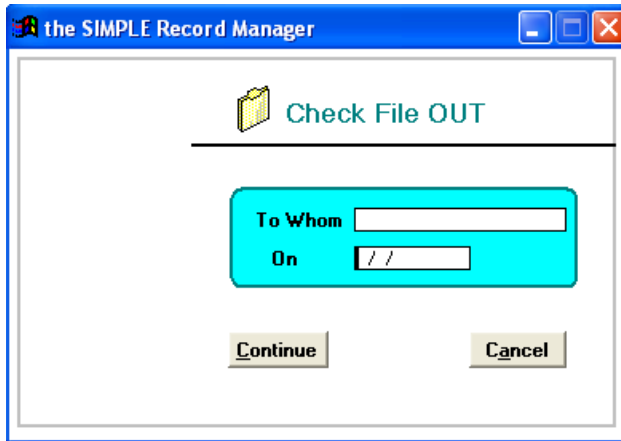 the SIMPLE Record Manager
Check File OUT
To Whom
On / /
Continue Cancel